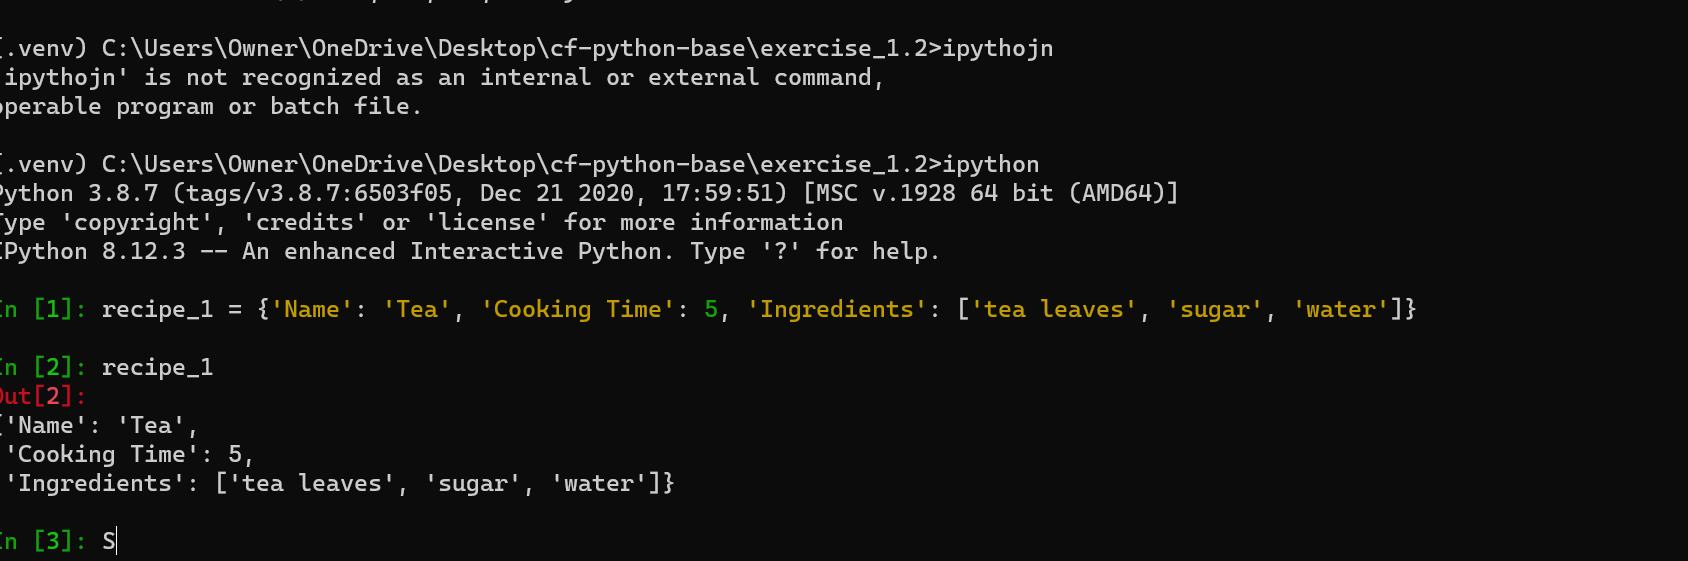 (.venv) C:\Users\Owner\OneDrive\Desktop\cf-python-base\exercise_1.2>ipythojn
'ipythojn' is not recognized as an internal or external command,
operable program or batch file.
(.venv) C:\Users\Owner\OneDrive\Desktop\cf-python-base\exercise_1.2>ipython
Python 3.8.7 (tags/v3.8.7:6503f05, Dec 21 2020, 17:59:51) [MSC v.1928 64 bit (AMD64)]
Type 'copyright', 'credits' or 'license' for more information
IPython 8.12.3 -- An enhanced Interactive Python. Type '?' for help.
In [1]: recipe_1 = {'Name': 'Tea', 'Cooking Time': 5, 'Ingredients': ['tea leaves', 'sugar', 'water']}
In [2]: recipe_1
Out[2]:
{'Name': 'Tea',
'Cooking Time': 5,
'Ingredients': ['tea leaves', 'sugar', 'water']}
In [3]: S